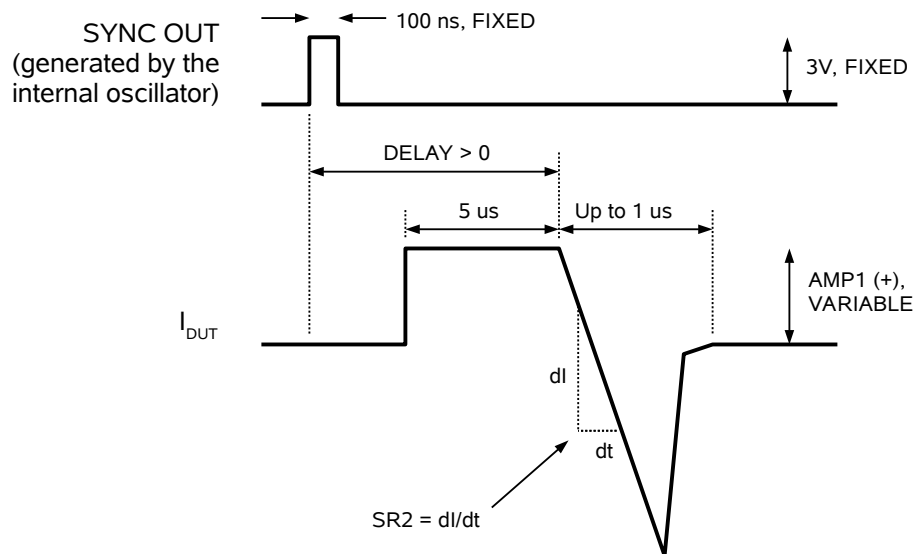 100 ns, FIXED
SYNC OUT
(generated by the
internal oscillator)
3V, FIXED
DELAY > 0
5 us
Up to 1 us
AMP1 (+),
VARIABLE
I_DUT
dI
dt
SR2 = dI/dt